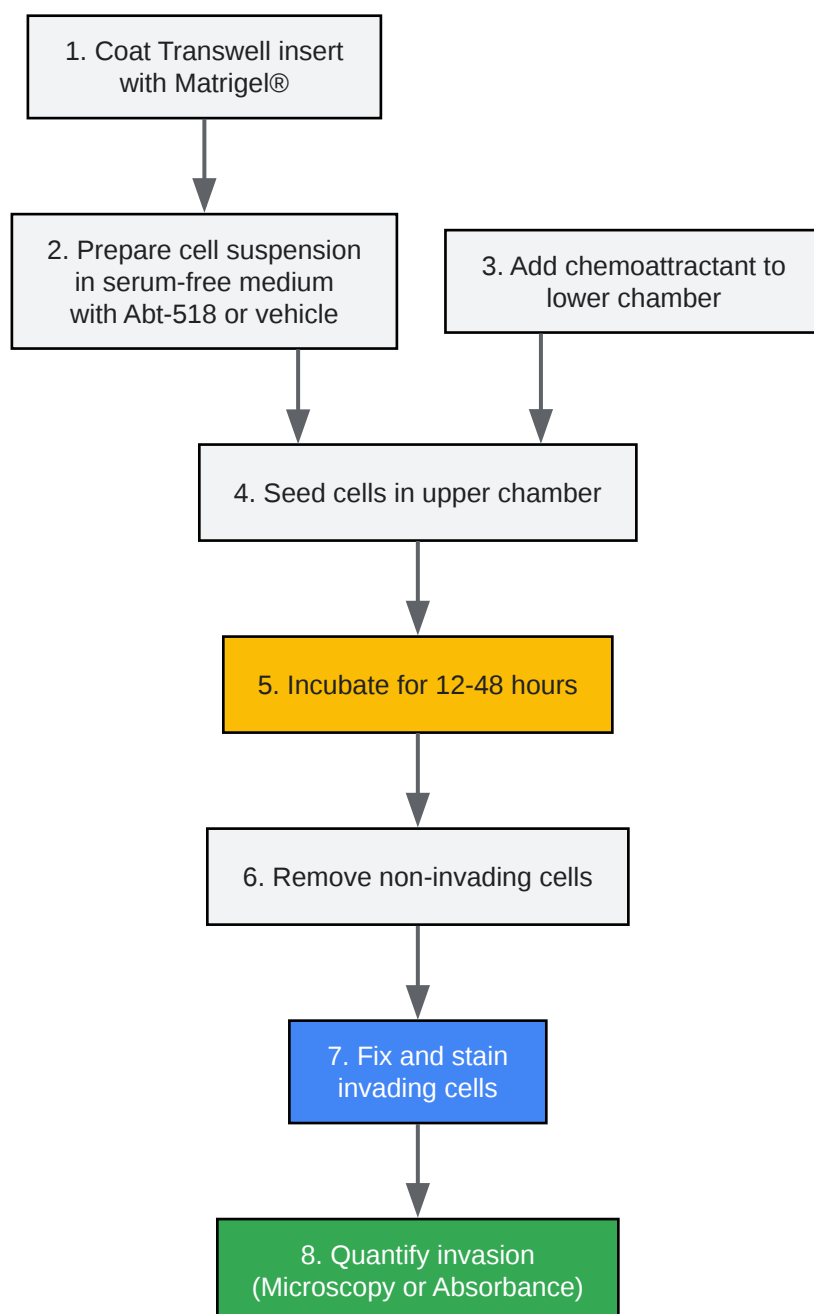 1. Coat Transwell insert
with Matrigel®
2. Prepare cell suspension
in serum-free medium
with Abt-518 or vehicle
3. Add chemoattractant to
lower chamber
4. Seed cells in upper chamber
5. Incubate for 12-48 hours
6. Remove non-invading cells
7. Fix and stain
invading cells
8. Quantify invasion
(Microscopy or Absorbance)